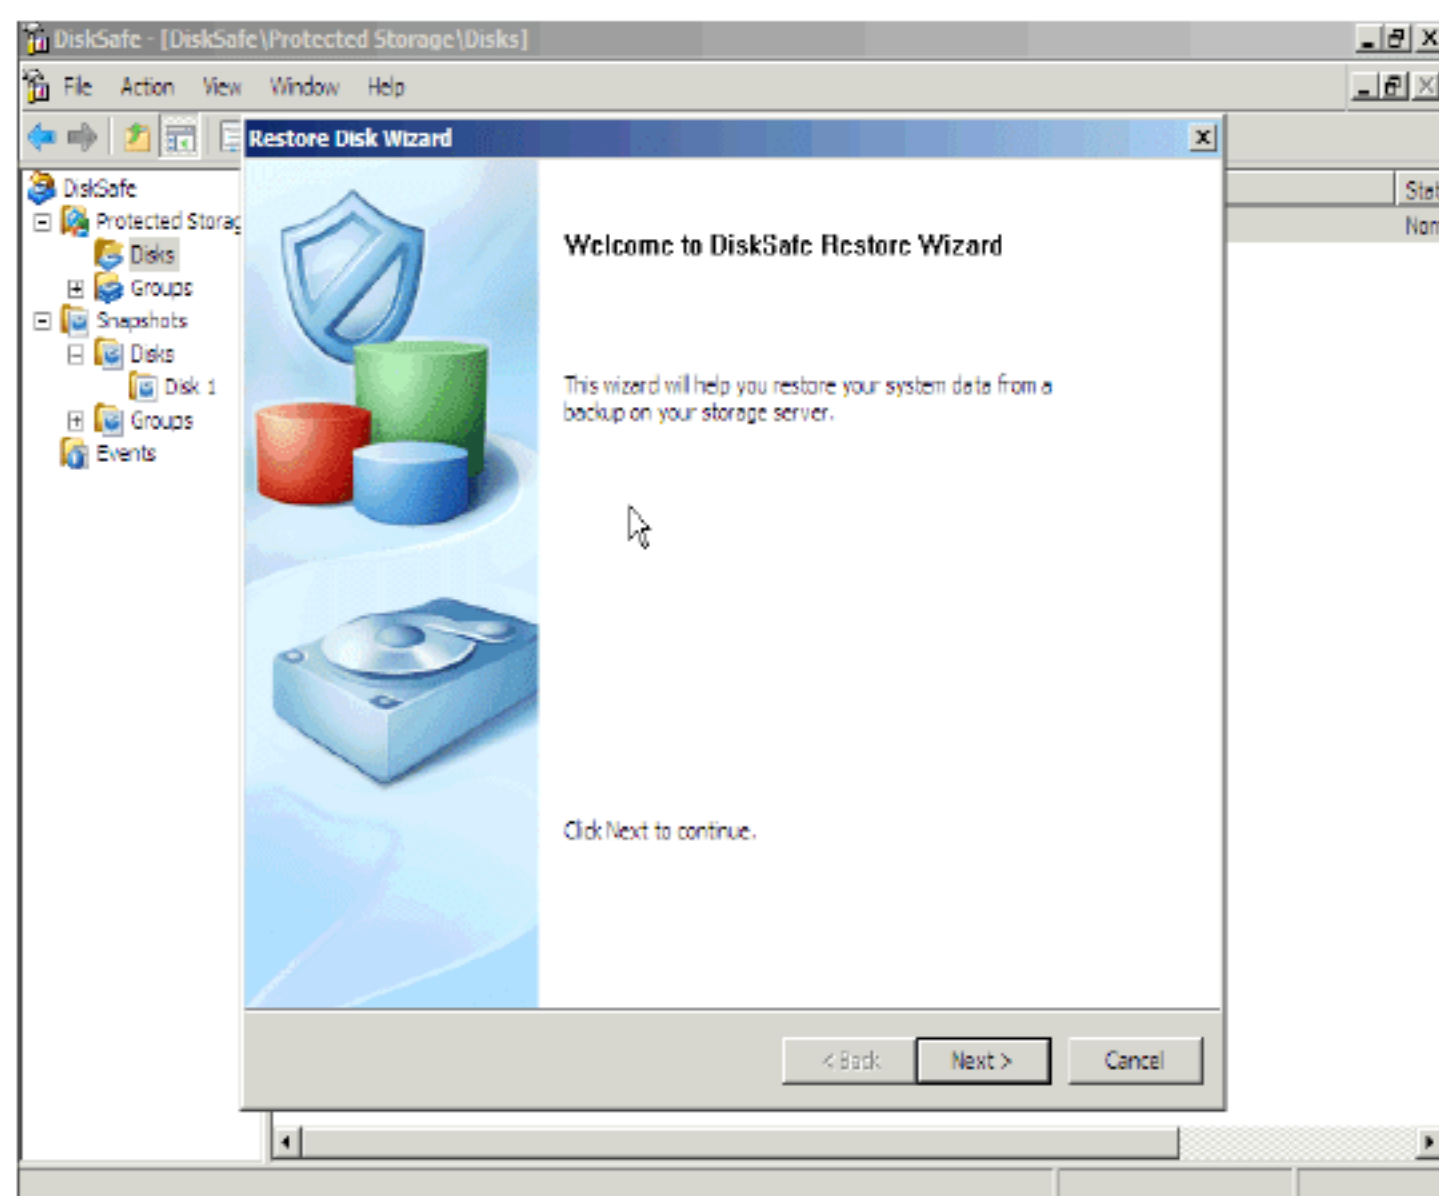 DiskSafe - [DiskSafe\Protected Storage\Disks]
File Action View Window Help
Restore Disk Wizard
DiskSafe
Protected Storag
Disks
Groups
Snapshots
Disks
Disk 1
Groups
Events
Stat
Nor
Welcome to DiskSafe Restore Wizard
This wizard will help you restore your system data from a
backup on your storage server.
Click Next to continue.
< Back Next > Cancel